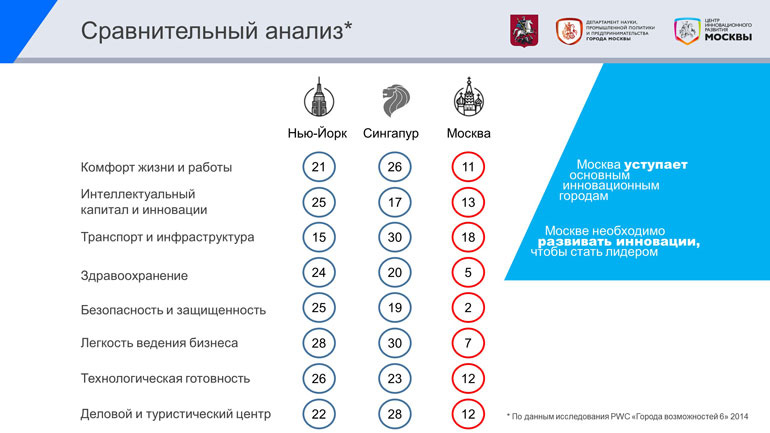 Сравнительный анализ*
ДЕПАРТАМЕНТ НАУКИ,
ПРОМЫШЛЕННОЙ ПОЛИТИКИ
И ПРЕДПРИНИМАТЕЛЬСТВА
ГОРОДА МОСКВЫ
ЦЕНТР
ИННОВАЦИОННОГО
РАЗВИТИЯ
МОСКВЫ
Нью-Йорк Сингапур Москва
Комфорт жизни и работы 21 26 11
Интеллектуальный
капитал и инновации 25 17 13
Транспорт и инфраструктура 15 30 18
Здравоохранение 24 20 5
Безопасность и защищенность 25 19 2
Легкость ведения бизнеса 28 30 7
Технологическая готовность 26 23 12
Деловой и туристический центр 22 28 12
Москва уступает
основным
инновационным
городам
Москве необходимо
развивать инновации,
чтобы стать лидером
* По данным исследования PWC «Города возможностей 6» 2014